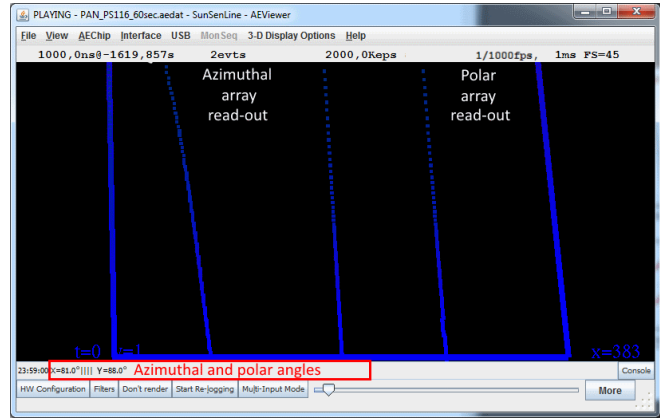 PLAYING - PAN_PS116_60sec.aedat - SunSenLine - AEViewer
File View AEChip Interface USB MonSeq 3-D Display Options Help
1000,0ns@-1619,857s 2evts 2000,0Keps 1/1000fps, 1ms FS=45
Azimuthal
array
read-out
Polar
array
read-out
t=0 t=1 x=383
23:59:00 X=81.0°|||| Y=88.0° Azimuthal and polar angles
Console
HW Configuration Filters Don't render Start Re-jogging Multi-Input Mode More